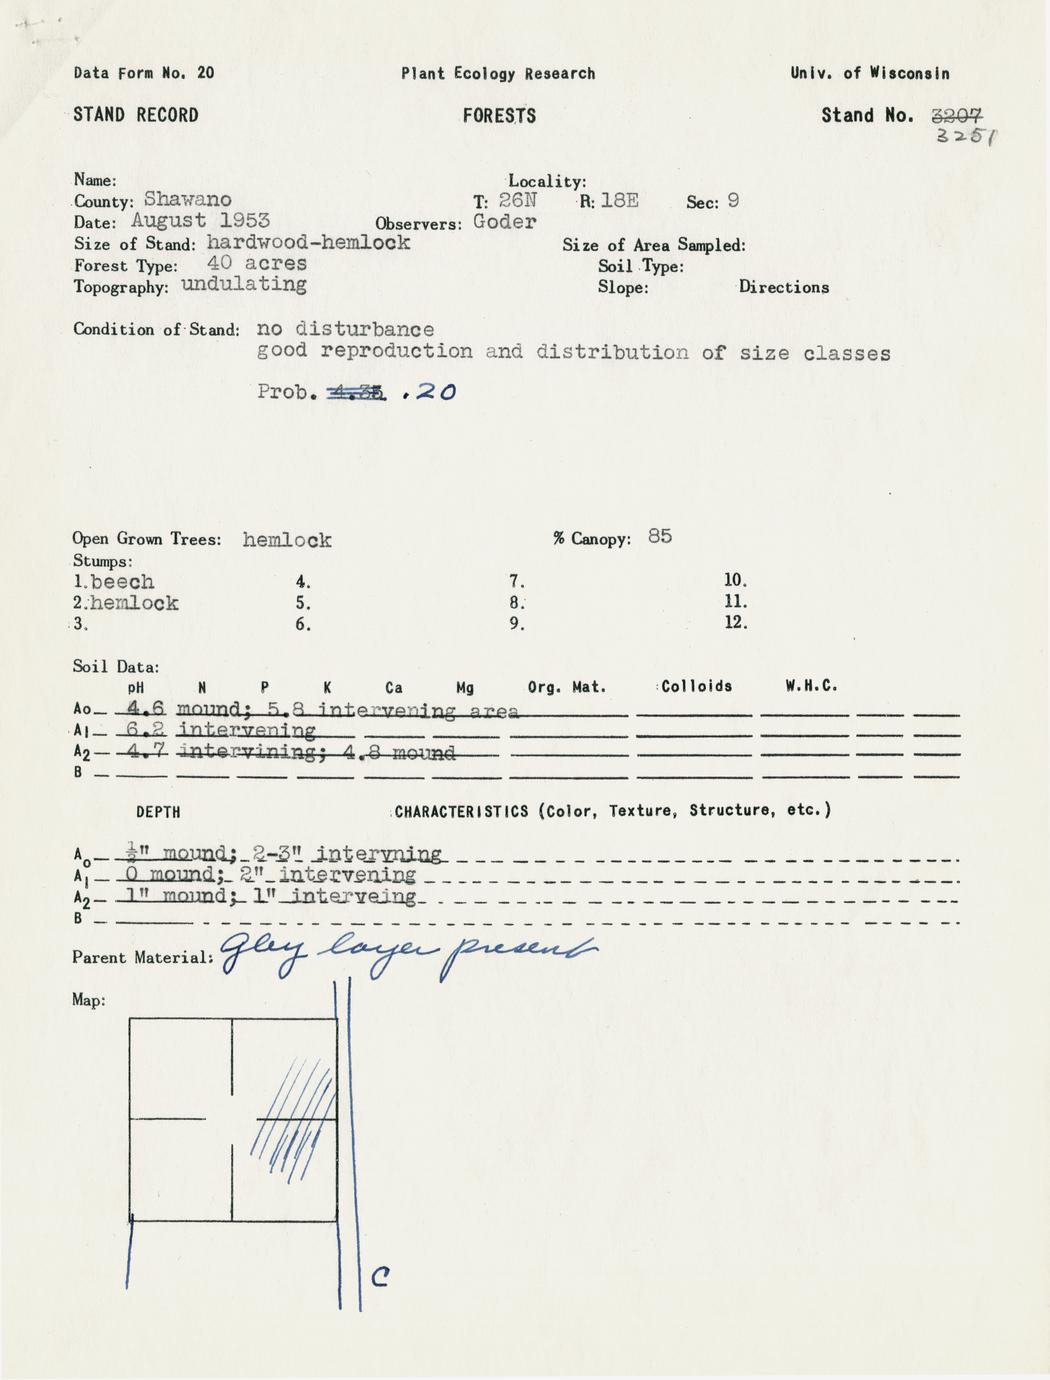 Data Form No. 20 Plant Ecology Research Univ. of Wisconsin
STAND RECORD FORESTS Stand No. 3207
3251
Name: Locality:
County: Shawano T: 26N R: 18E Sec: 9
Date: August 1953 Observers: Goder
Size of Stand: hardwood-hemlock Size of Area Sampled:
Forest Type: 40 acres Soil Type:
Topography: undulating Slope: Directions
Condition of Stand: no disturbance
good reproduction and distribution of size classes
Prob. .20
Open Grown Trees: hemlock % Canopy: 85
Stumps:
1. beech 4. 7. 10.
2. hemlock 5. 8. 11.
3. 6. 9. 12.
Soil Data:
pH N P K Ca Mg Org. Mat. Colloids W.H.C.
Ao 4.6 mound; 5.8 intervening area
A1 6.2 intervening
A2 4.7 intervining; 4.8 mound
B
DEPTH CHARACTERISTICS (Color, Texture, Structure, etc.)
Ao ½" mound; 2-3" intervning
A1 0 mound; 2" intervening
A2 1" mound; 1" interveing
B
Parent Material: Gley layer present
Map:
C